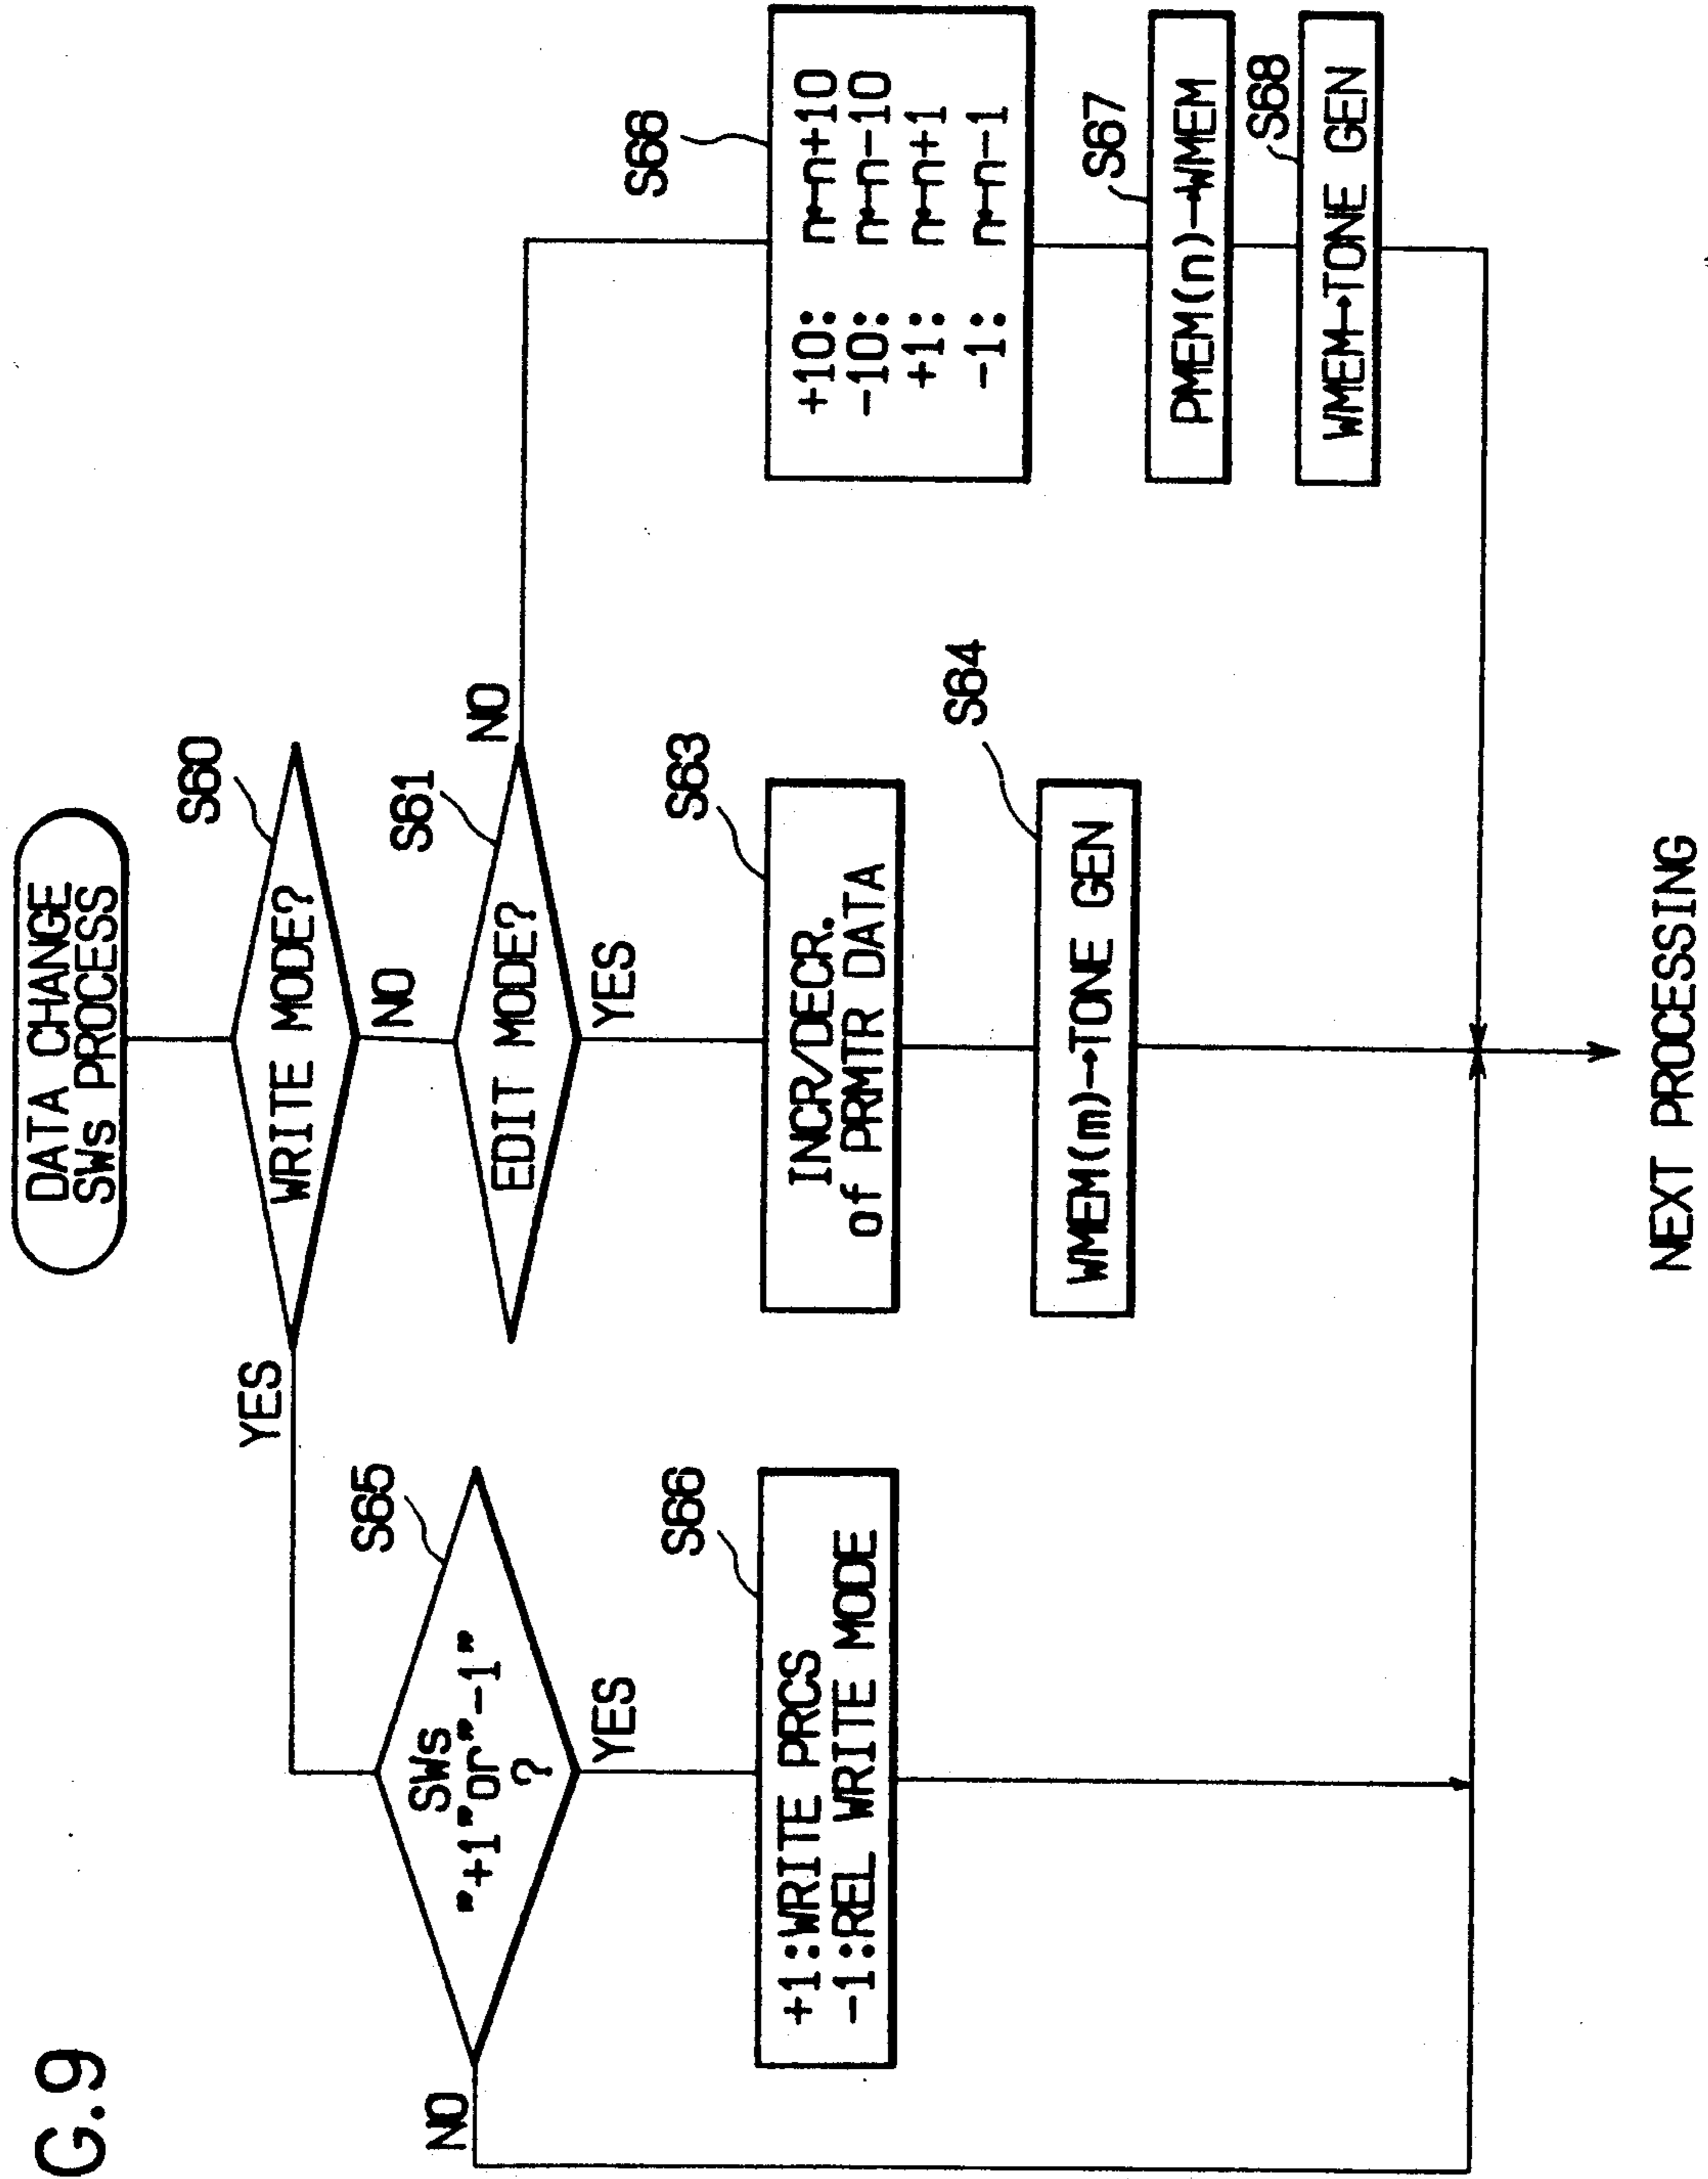 G.9
DATA CHANGE
SWs PROCESS
S60
WRITE MODE?
YES
NO
S61
EDIT MODE?
NO
YES
S65
SWs
"+1"or"-1"
?
NO
YES
S66
+1:WRITE PRCS
-1:REL WRITE MODE
S63
INCR/DECR.
of PRMTR DATA
S64
WMEM(m)→TONE GEN
S66
+10: n←n+10
-10: n←n-10
+1: n←n+1
-1: n←n-1
S67
PMEM(n)→WMEM
S68
WMEM→TONE GEN
NEXT PROCESSING